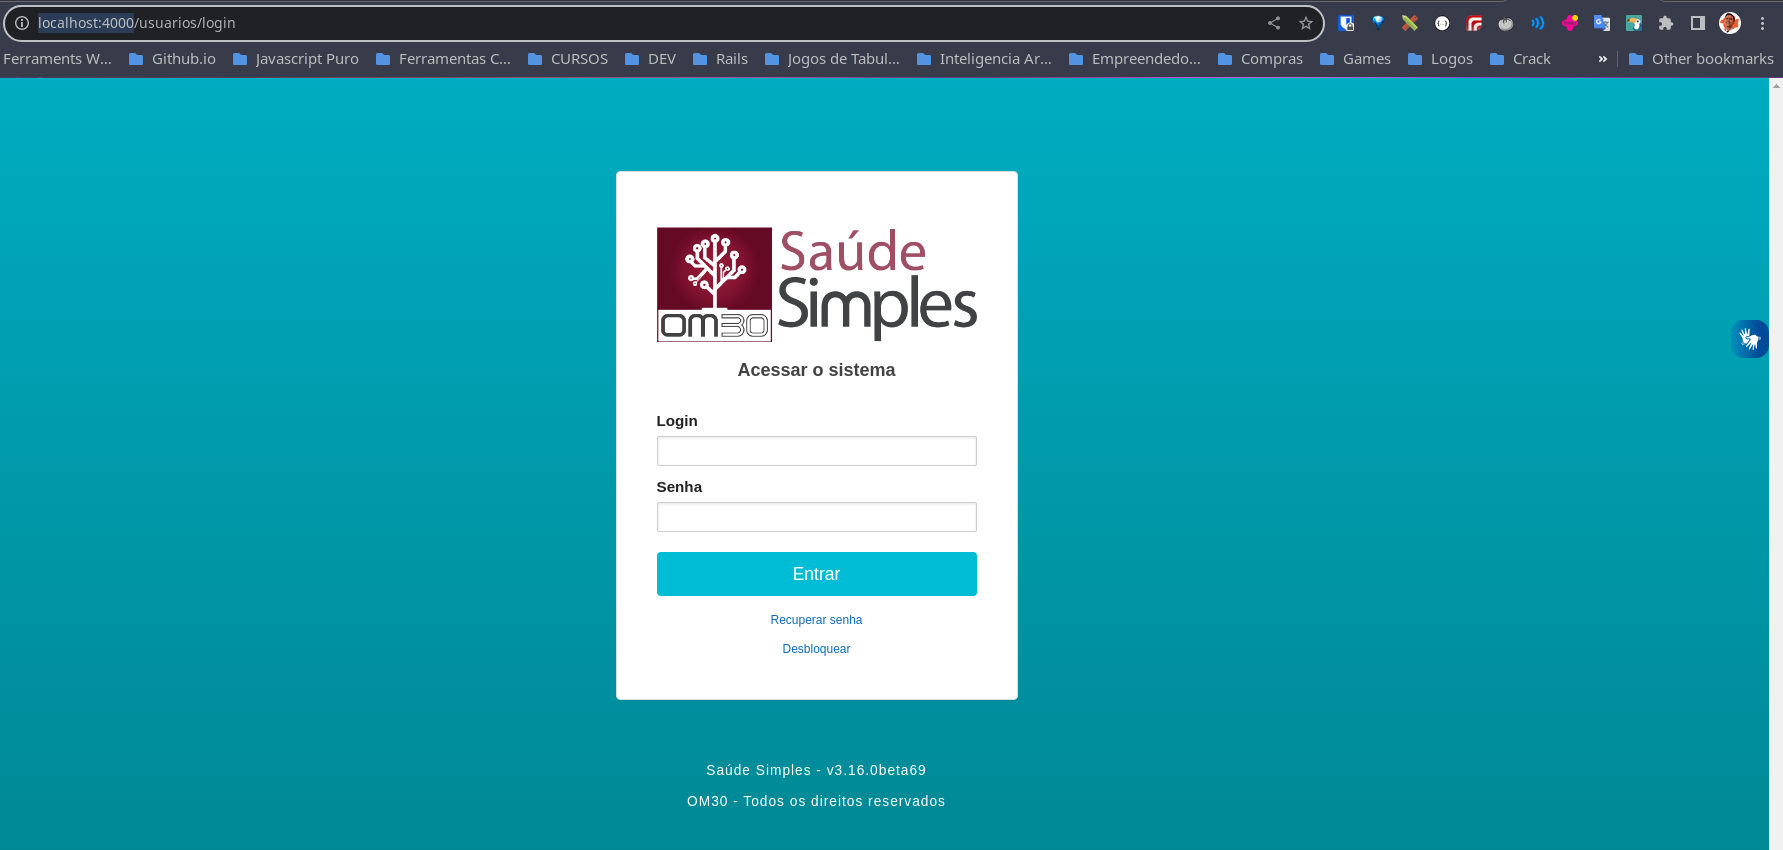 localhost:4000/usuarios/login
Ferraments W... Github.io Javascript Puro Ferramentas C... CURSOS DEV Rails Jogos de Tabul... Inteligencia Ar... Empreendedo... Compras Games Logos Crack » Other bookmarks
Saúde
Simples
OM30
Acessar o sistema
Login
Senha
Entrar
Recuperar senha
Desbloquear
Saúde Simples - v3.16.0beta69
OM30 - Todos os direitos reservados